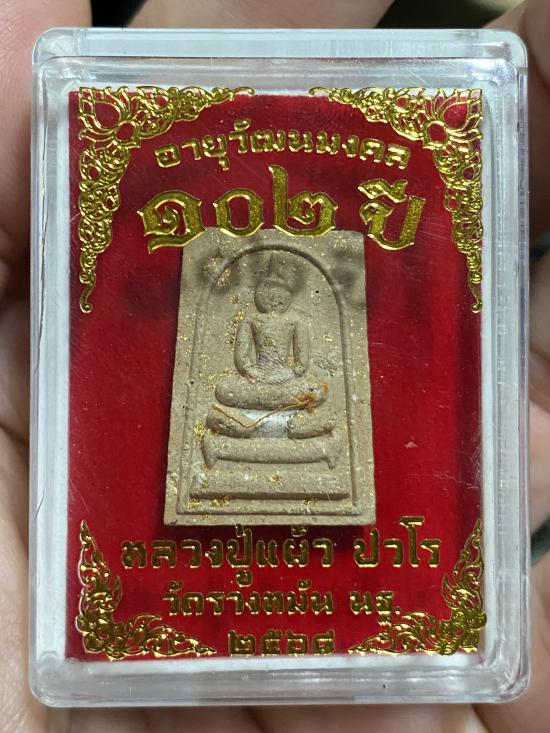 อายุวัฒนมงคล
๑๐๒ ปี
หลวงปู่แผ้ว ปวโร
วัดรางหมัน นฐ.
๒๕๖๘